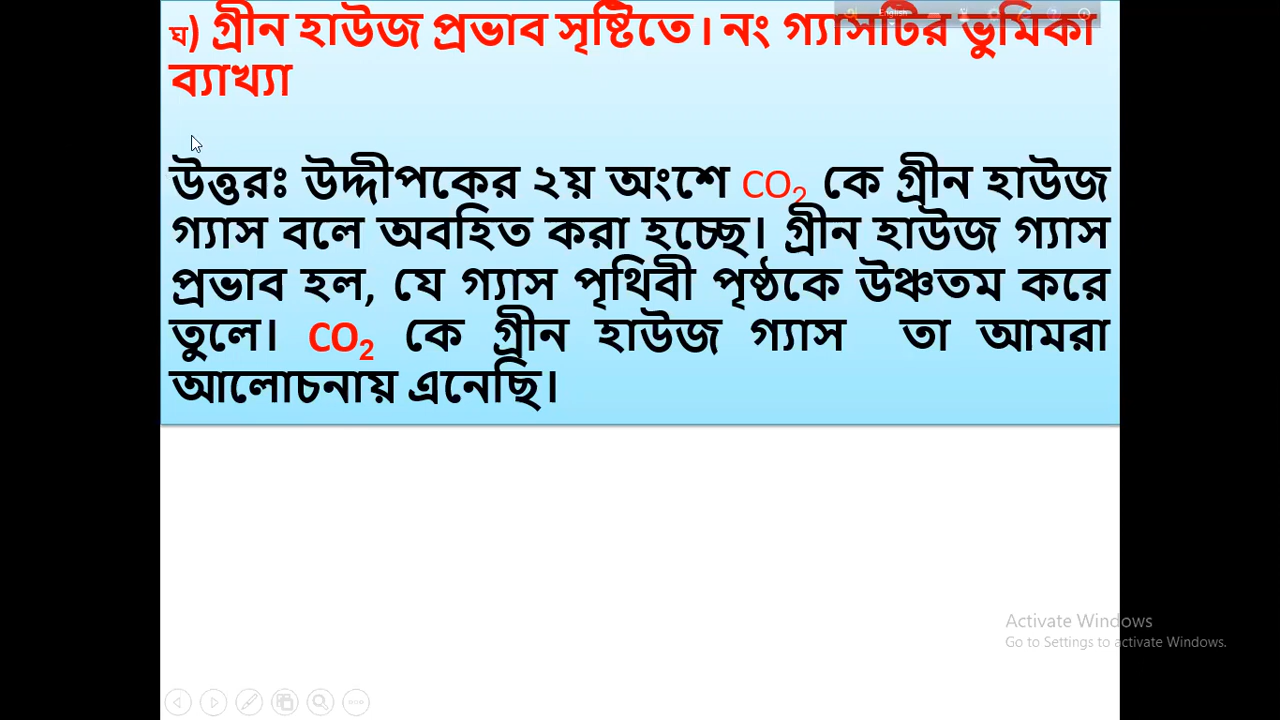 ঘ) গ্রীন হাউজ প্রভাব সৃষ্টিতে। নং গ্যাসটির ভুমিকা
ব্যাখ্যা
উত্তরঃ উদ্দীপকের ২য় অংশে CO2 কে গ্রীন হাউজ
গ্যাস বলে অবহিত করা হচ্ছে। গ্রীন হাউজ গ্যাস
প্রভাব হল, যে গ্যাস পৃথিবী পৃষ্ঠকে উঞ্চতম করে
তুলে। CO2 কে গ্রীন হাউজ গ্যাস তা আমরা
আলোচনায় এনেছি।
Activate Windows
Go to Settings to activate Windows.